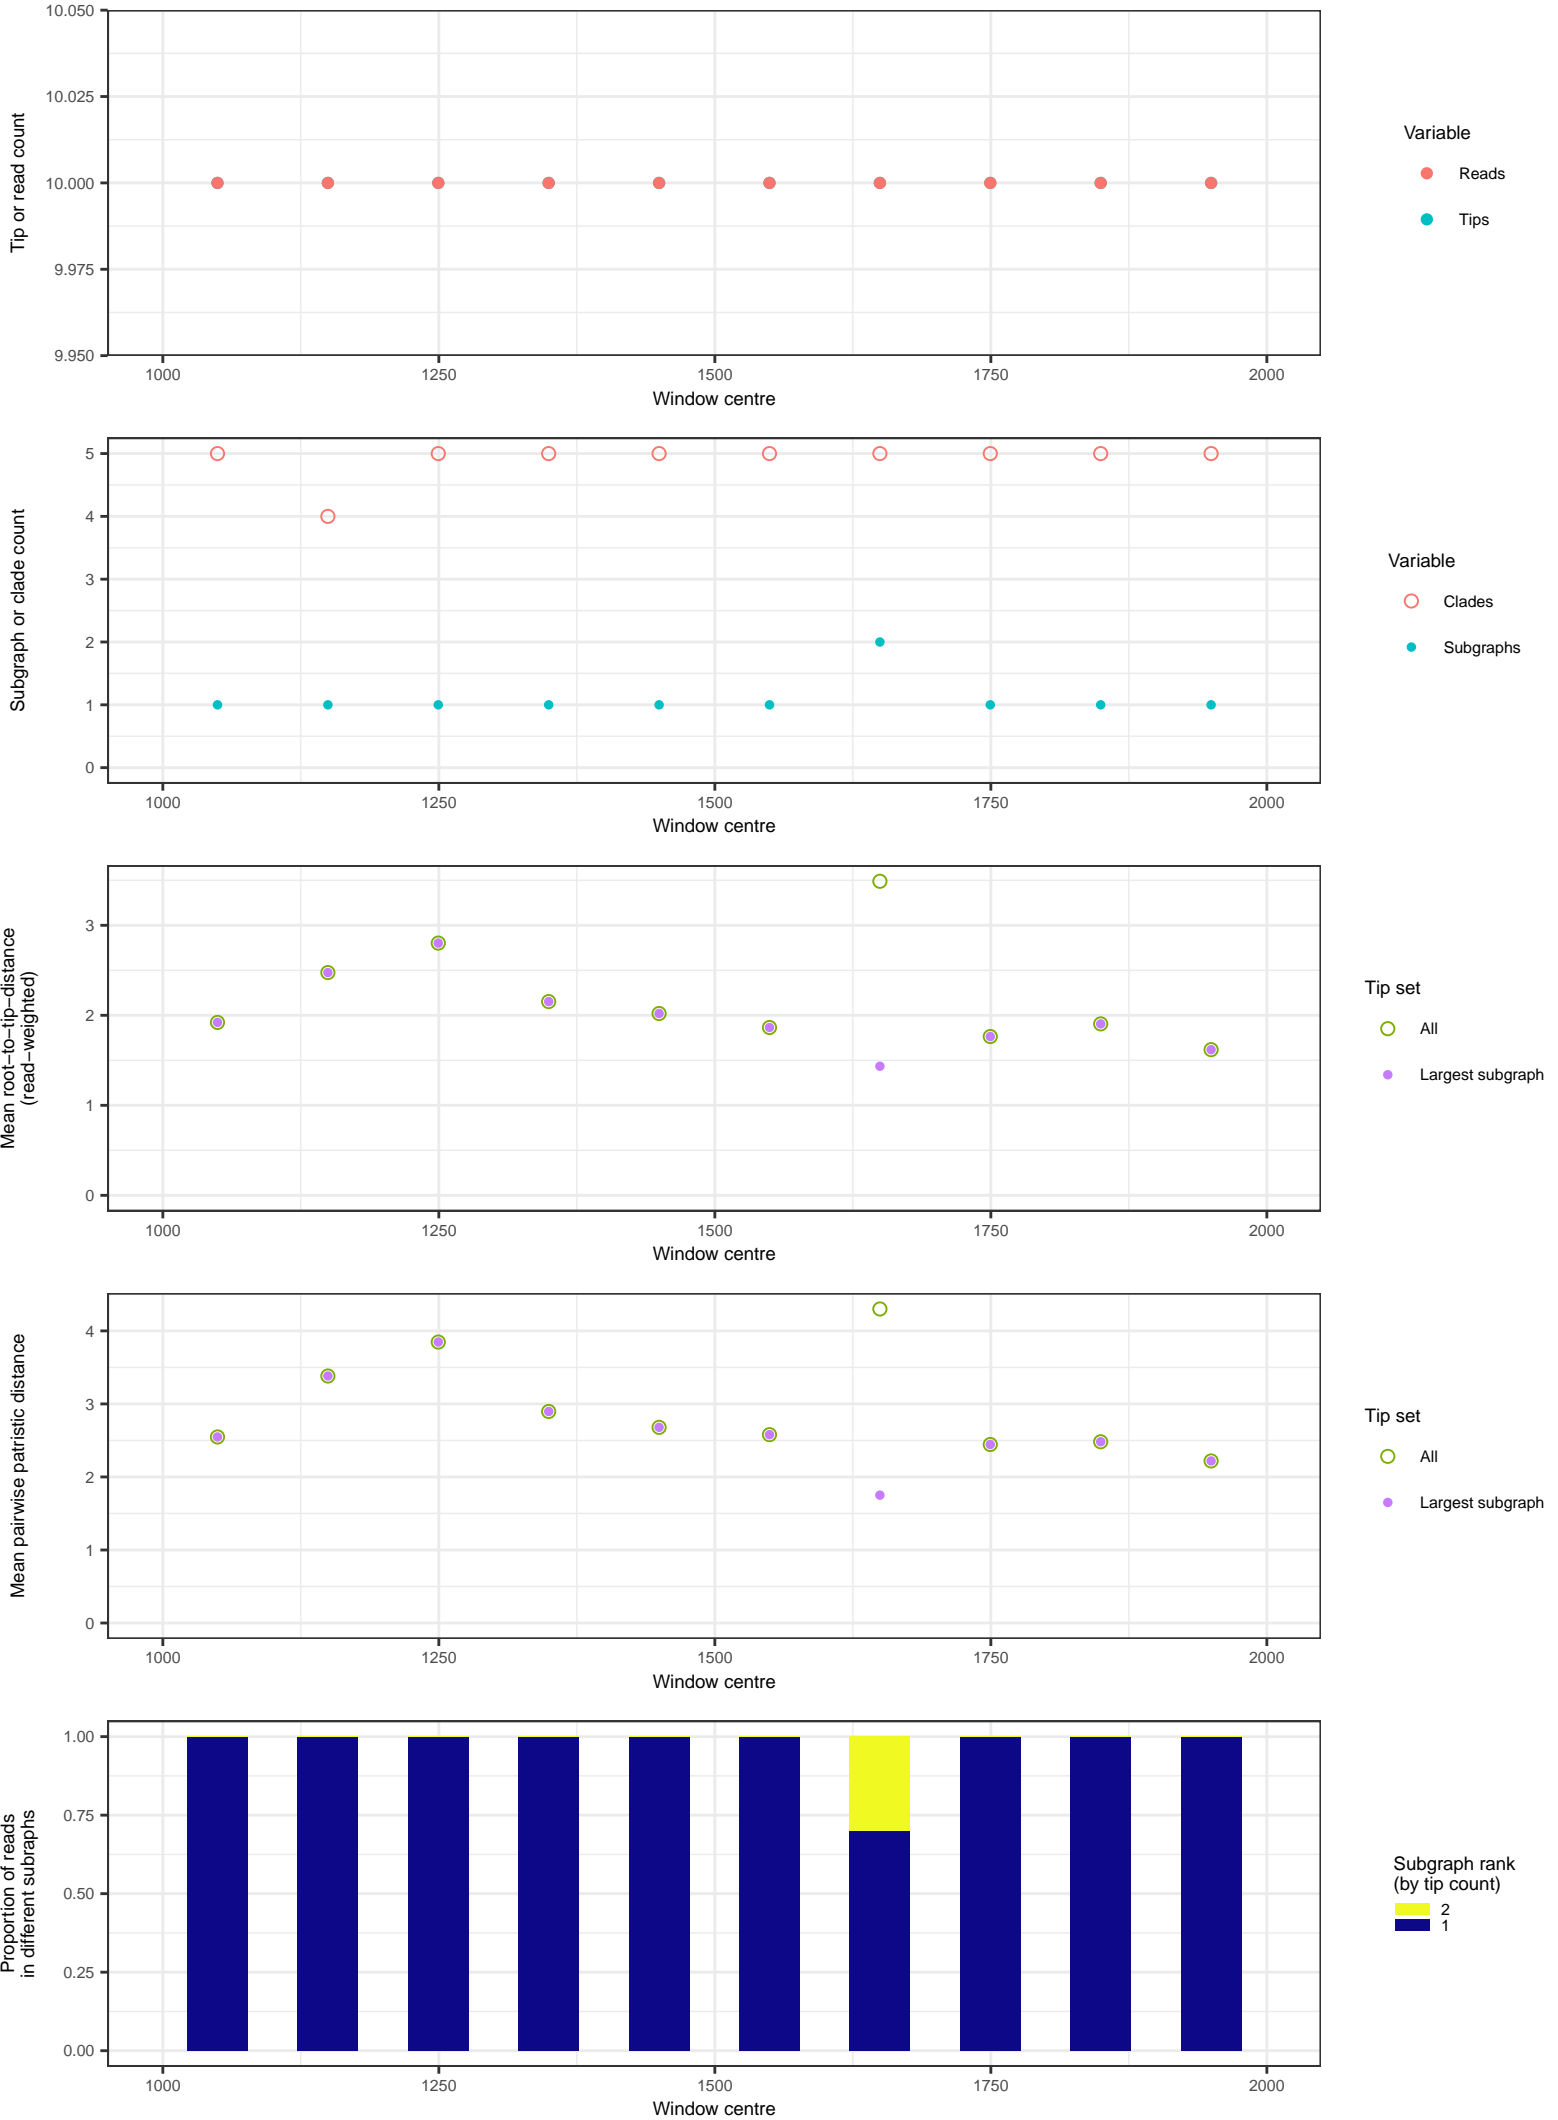 10.050
10.025
10.000
9.975
9.950
Tip or read count
1000 1250 1500 1750 2000
Window centre
Variable
Reads
Tips
5
4
3
2
1
0
Subgraph or clade count
1000 1250 1500 1750 2000
Window centre
Variable
Clades
Subgraphs
3
2
1
0
Mean root−to−tip−distance
(read−weighted)
1000 1250 1500 1750 2000
Window centre
Tip set
All
Largest subgraph
4
3
2
1
0
Mean pairwise patristic distance
1000 1250 1500 1750 2000
Window centre
Tip set
All
Largest subgraph
1.00
0.75
0.50
0.25
0.00
Proportion of reads
in different subraphs
1000 1250 1500 1750 2000
Window centre
Subgraph rank
(by tip count)
2
1